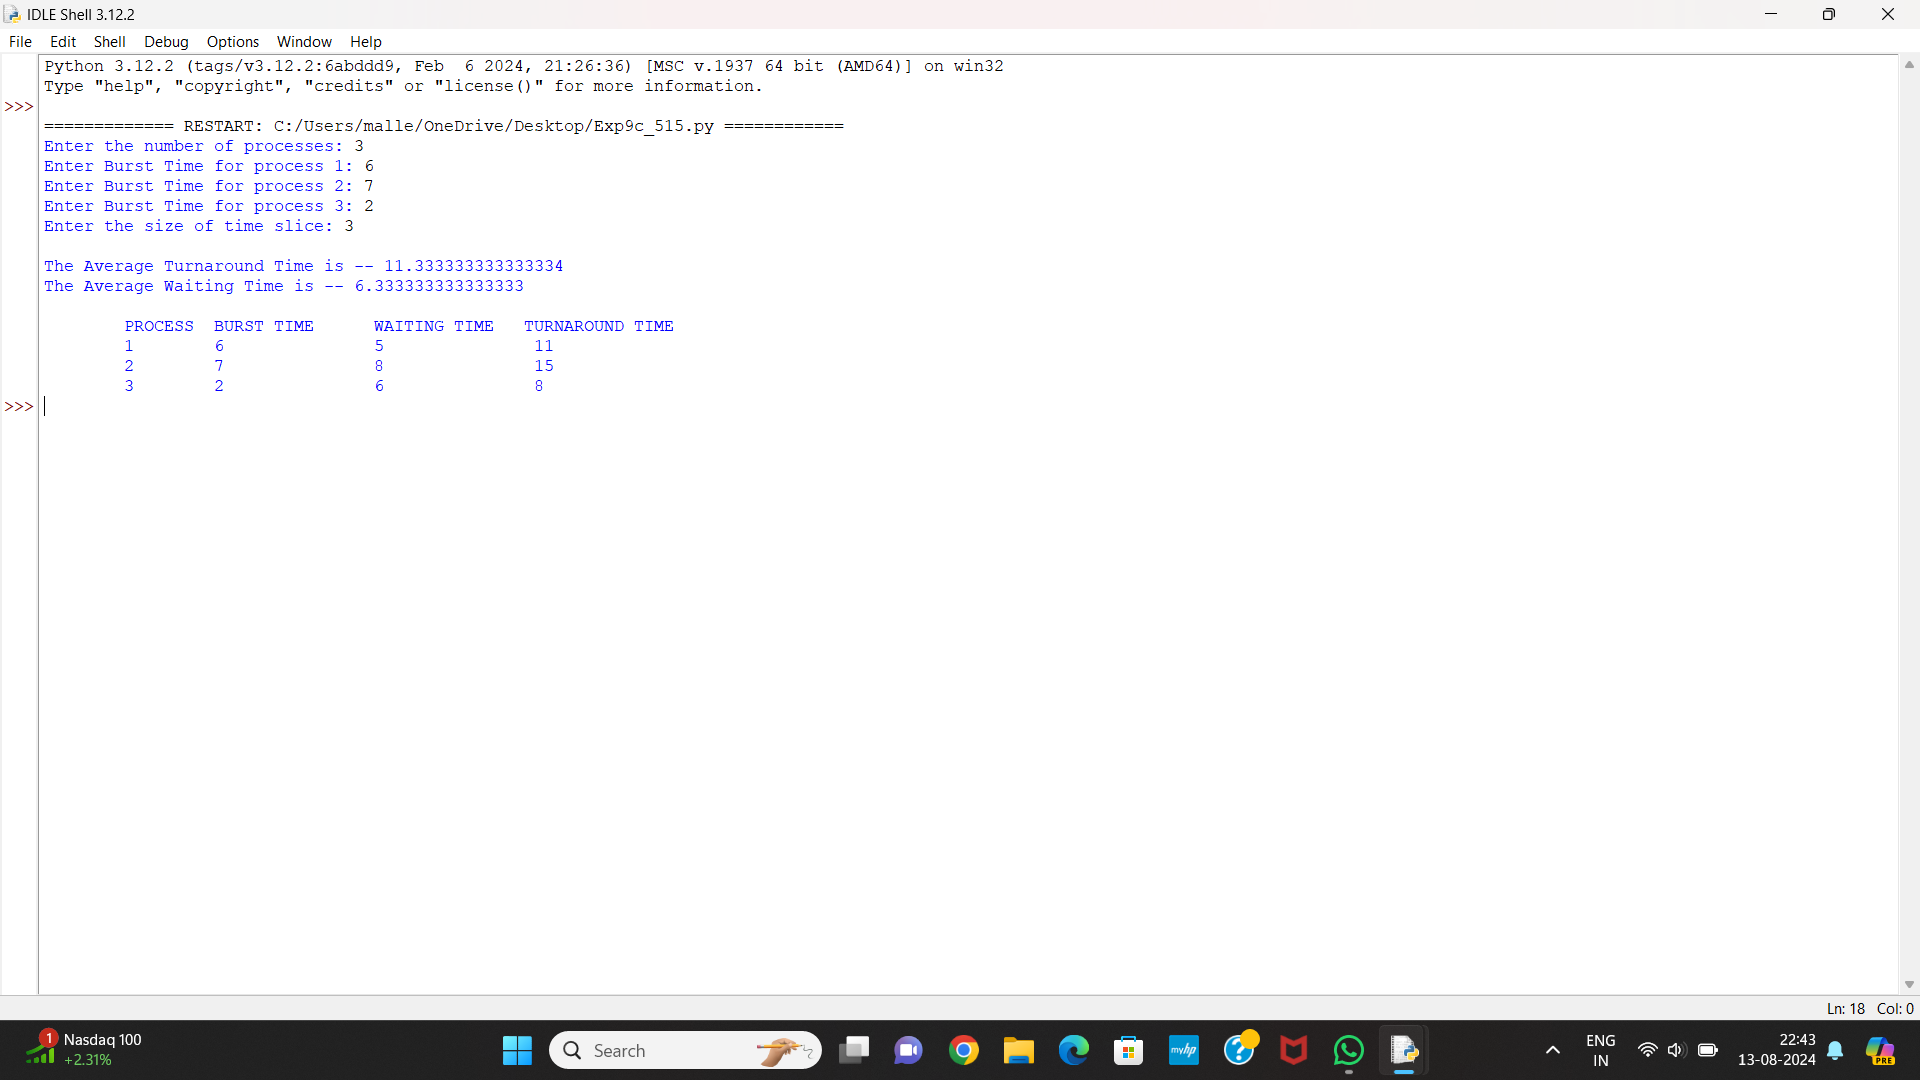 IDLE Shell 3.12.2
File Edit Shell Debug Options Window Help
Python 3.12.2 (tags/v3.12.2:6abddd9, Feb  6 2024, 21:26:36) [MSC v.1937 64 bit (AMD64)] on win32
Type "help", "copyright", "credits" or "license()" for more information.
>>>
============= RESTART: C:/Users/malle/OneDrive/Desktop/Exp9c_515.py ============
Enter the number of processes: 3
Enter Burst Time for process 1: 6
Enter Burst Time for process 2: 7
Enter Burst Time for process 3: 2
Enter the size of time slice: 3
The Average Turnaround Time is -- 11.333333333333334
The Average Waiting Time is -- 6.333333333333333
PROCESS BURST TIME WAITING TIME TURNAROUND TIME
1 6 5 11
2 7 8 15
3 2 6 8
>>>
Ln: 18 Col: 0
1 Nasdaq 100
+2.31%
Search
myhp
ENG
IN
22:43
13-08-2024
PRE